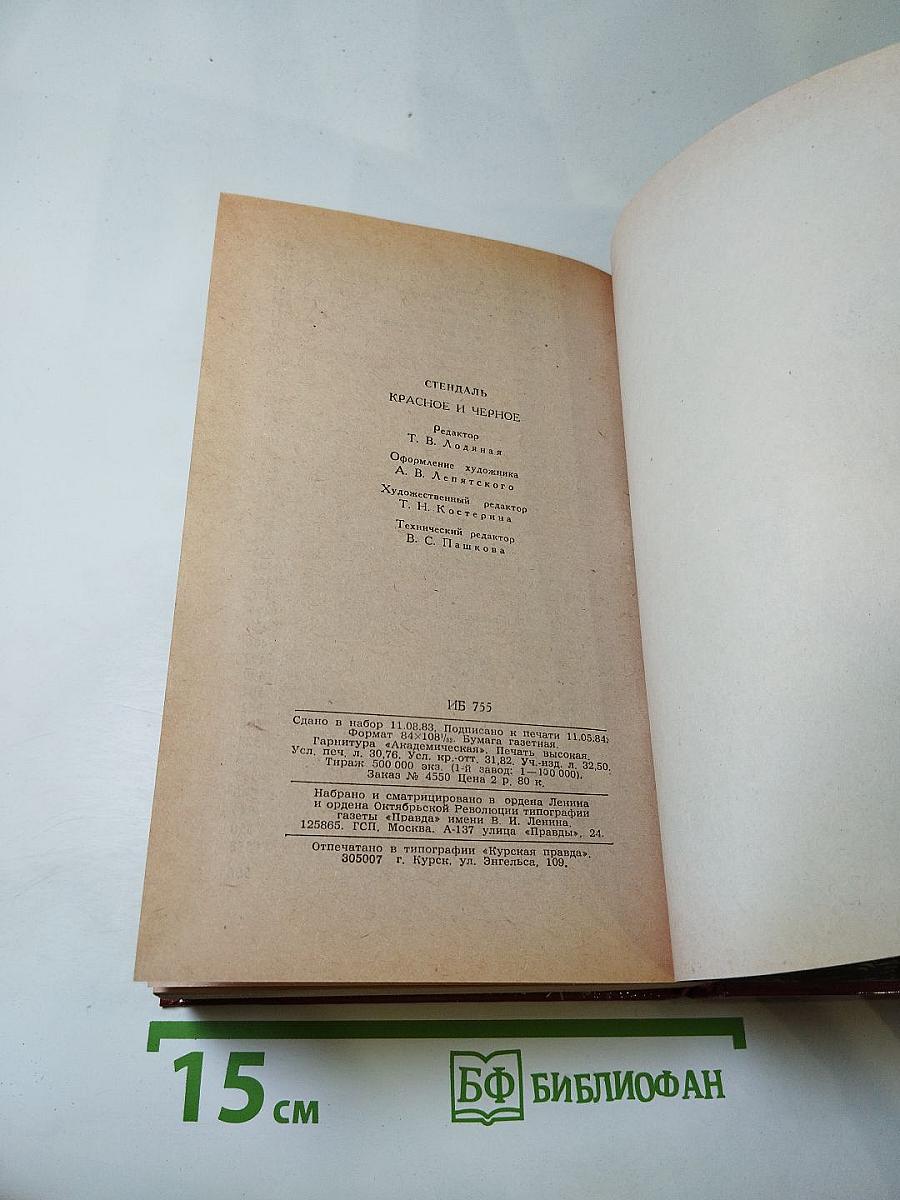 СТЕНДАЛЬ
КРАСНОЕ И ЧЕРНОЕ
Редактор
Т. В. Лодяная
Оформление художника
А. В. Лепятского
Художественный редактор
Т. Н. Костерина
Технический редактор
В. С. Пашкова
ИБ 755
Сдано в набор 11.08.83. Подписано к печати 11.05.84.
Формат 84×108¹/₃₂. Бумага газетная.
Гарнитура «Академическая». Печать высокая.
Усл. печ. л. 30,76. Усл. кр.-отт. 31,82. Уч.-изд. л. 32,50.
Тираж 500 000 экз. (1-й завод: 1—100 000).
Заказ № 4550 Цена 2 р. 80 к.
Набрано и сматрицировано в ордена Ленина
и ордена Октябрьской Революции типографии
газеты «Правда» имени В. И. Ленина.
125865. ГСП, Москва. А-137 улица «Правды», 24.
Отпечатано в типографии «Курская правда».
305007 г. Курск, ул. Энгельса, 109.
15 см
БФ БИБЛИОФАН